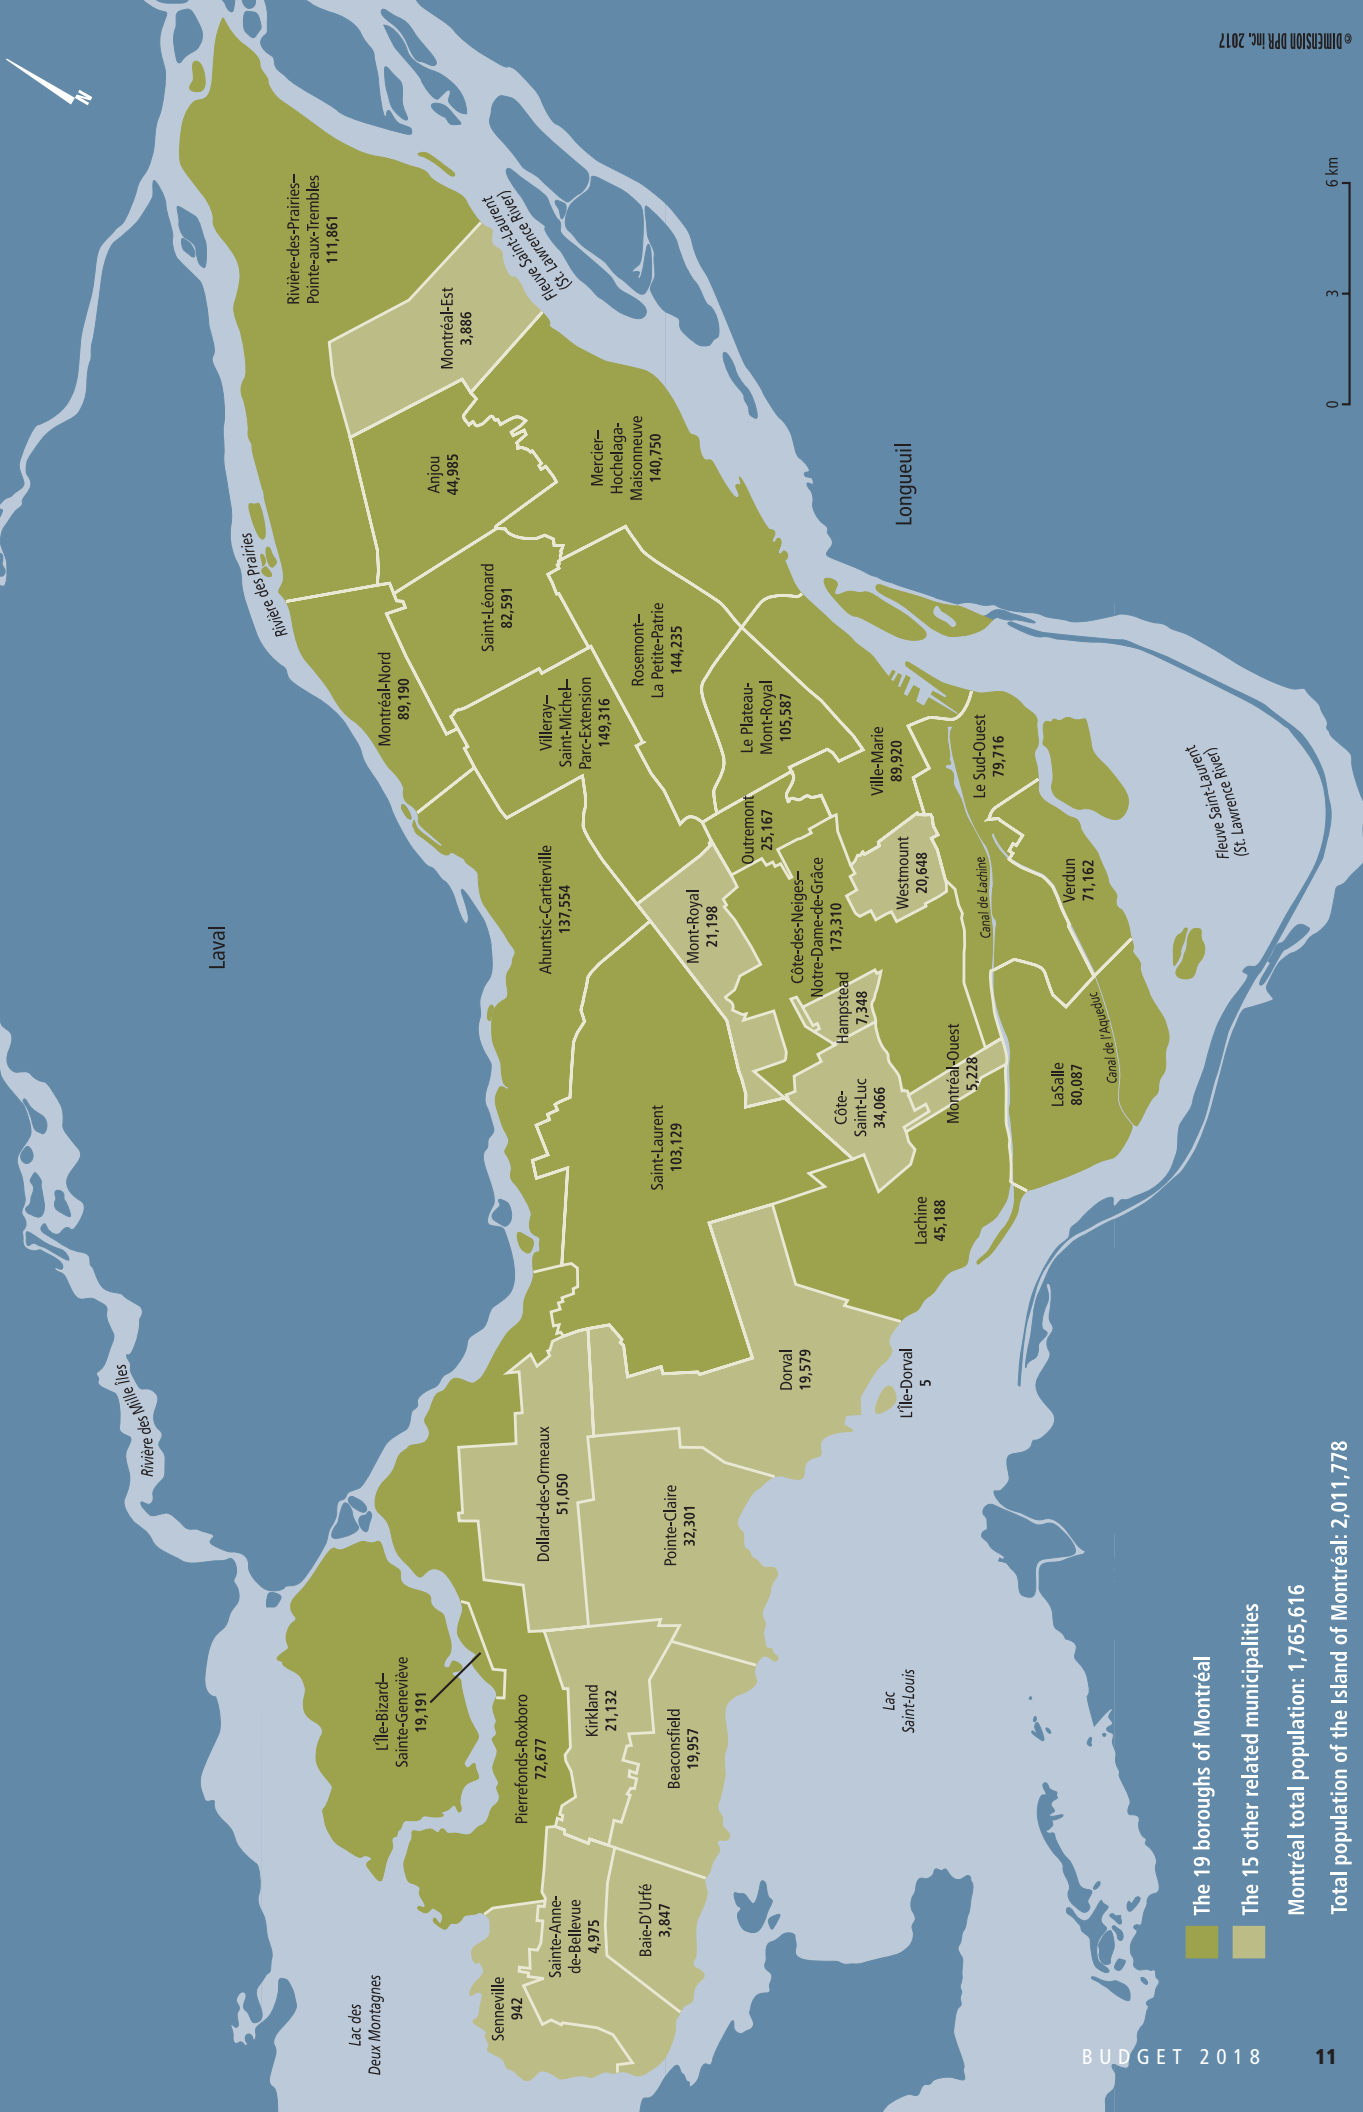 © DIMENSION DPR inc. 2017
N
Rivière-des-Prairies–
Pointe-aux-Trembles
111,861
Montréal-Est
3,886
Fleuve Saint-Laurent
(St. Lawrence River)
Anjou
44,985
Mercier–
Hochelaga-
Maisonneuve
140,750
Rivière des Prairies
Longueuil
0
3
6 km
Saint-Léonard
82,591
Montréal-Nord
89,190
Villeray–
Saint-Michel–
Parc-Extension
149,316
Rosemont–
La Petite-Patrie
144,235
Le Plateau-
Mont-Royal
105,587
Ville-Marie
89,920
Le Sud-Ouest
79,716
Outremont
25,167
Westmount
20,648
Verdun
71,162
Fleuve Saint-Laurent
(St. Lawrence River)
Laval
Ahuntsic-Cartierville
137,554
Mont-Royal
21,198
Côte-des-Neiges–
Notre-Dame-de-Grâce
173,310
Canal de Lachine
Hampstead
7,348
Côte-
Saint-Luc
34,066
Montréal-Ouest
5,228
LaSalle
80,087
Canal de l'Aqueduc
Saint-Laurent
103,129
Lachine
45,188
Dorval
19,579
L'Île-Dorval
5
Rivière des Mille Îles
Dollard-des-Ormeaux
51,050
Pointe-Claire
32,301
L'Île-Bizard–
Sainte-Geneviève
19,191
Pierrefonds-Roxboro
72,677
Kirkland
21,132
Beaconsfield
19,957
Lac
Saint-Louis
Sainte-Anne-
de-Bellevue
4,975
Baie-D'Urfé
3,847
Senneville
942
Lac des
Deux Montagnes
The 19 boroughs of Montréal
The 15 other related municipalities
Montréal total population: 1,765,616
Total population of the Island of Montréal: 2,011,778
BUDGET 2018
11